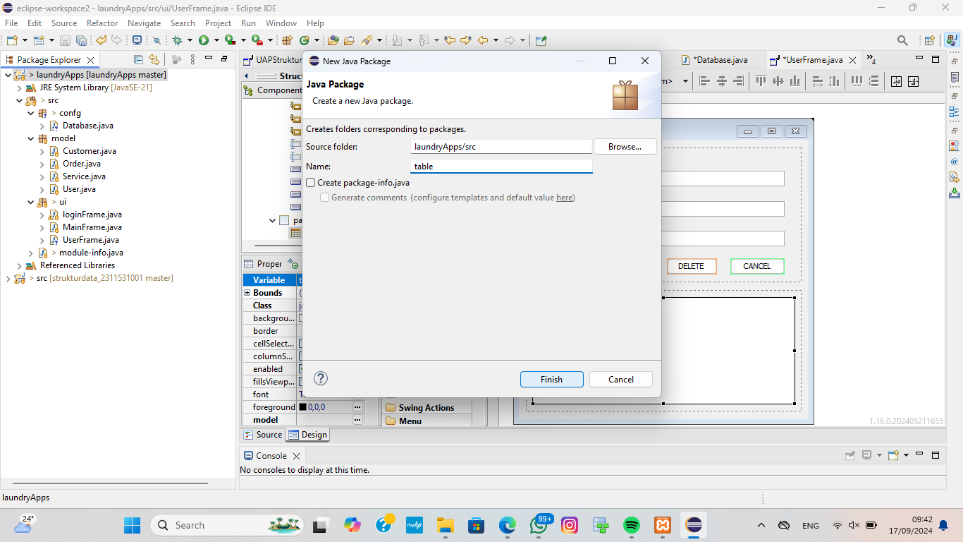 eclipse-workspace2 - laundryApps/src/ui/UserFrame.java - Eclipse IDE
File Edit Source Refactor Navigate Search Project Run Window Help
Package Explorer
> laundryApps [laundryApps master]
JRE System Library [JavaSE-21]
> src
> confg
Database.java
model
Customer.java
Order.java
Service.java
User.java
> ui
loginFrame.java
MainFrame.java
UserFrame.java
> module-info.java
Referenced Libraries
> src [strukturdata_2311531001 master]
UAPStruktur
*Database.java
*UserFrame.java
4
Struc
Component
pa
Proper
Variable
Bounds
Class
backgrou...
border
cellSelect...
columnS...
enabled
fillsViewp...
font
foreground 0,0,0
model
Swing Actions
Menu
DELETE
CANCEL
1.16.0.202405211655
Source Design
New Java Package
Java Package
Create a new Java package.
Creates folders corresponding to packages.
Source folder: laundryApps/src Browse...
Name: table
Create package-info.java
Generate comments (configure templates and default value here)
Finish Cancel
Console
No consoles to display at this time.
laundryApps
24°
Search
99+
ENG
09:42
17/09/2024